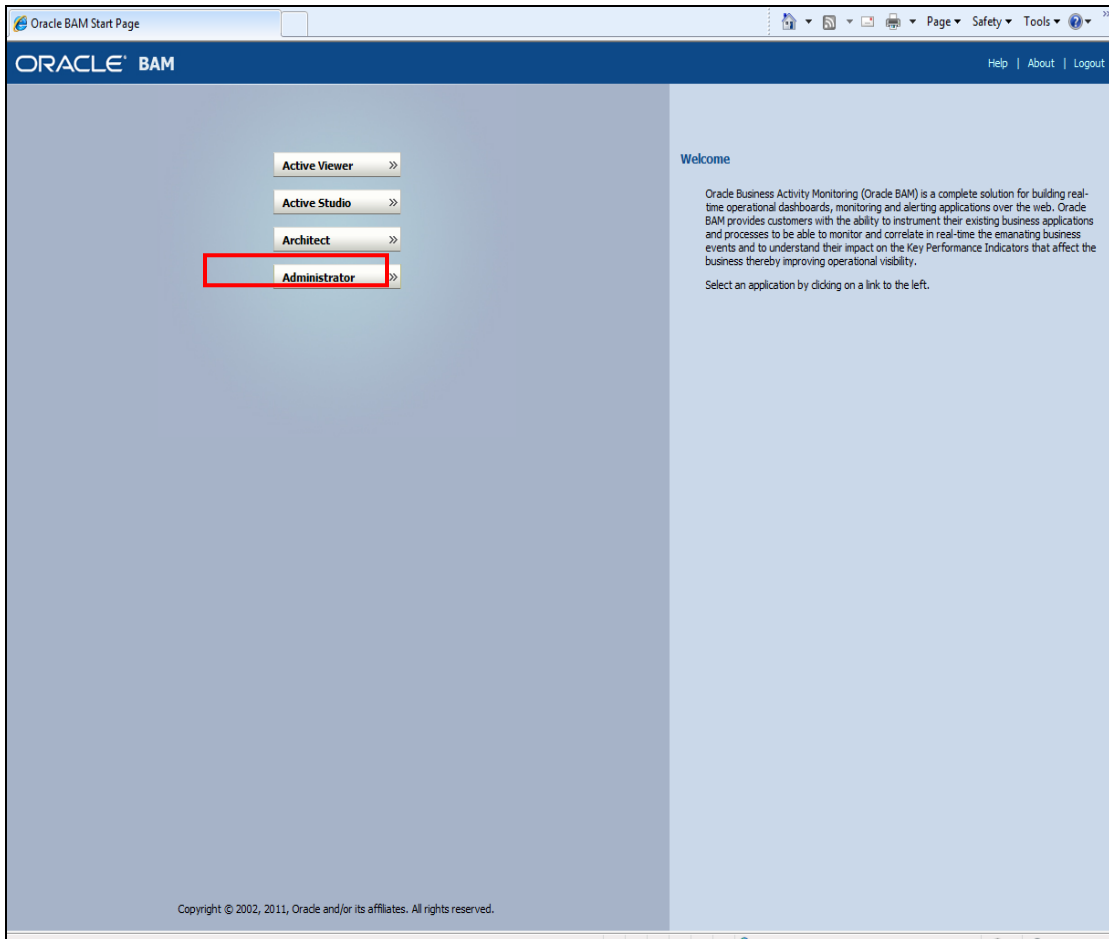 Oracle BAM Start Page
Page Safety Tools
ORACLE BAM
Help | About | Logout
Active Viewer »
Active Studio »
Architect »
Administrator »
Welcome
Oracle Business Activity Monitoring (Oracle BAM) is a complete solution for building real-
time operational dashboards, monitoring and alerting applications over the web. Oracle
BAM provides customers with the ability to instrument their existing business applications
and processes to be able to monitor and correlate in real-time the emanating business
events and to understand their impact on the Key Performance Indicators that affect the
business thereby improving operational visibility.
Select an application by clicking on a link to the left.
Copyright © 2002, 2011, Oracle and/or its affiliates. All rights reserved.